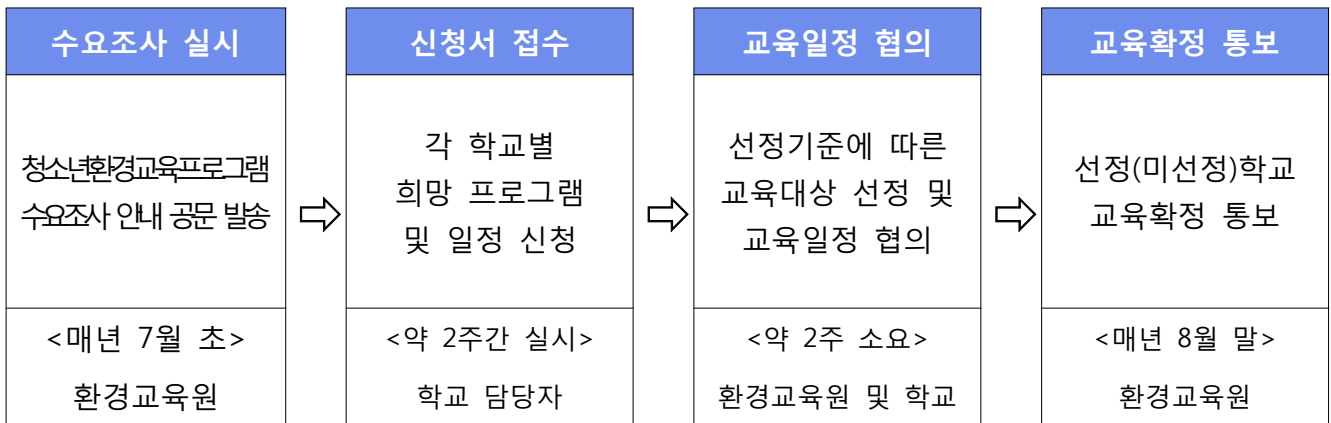 수요조사 실시
청소년환경교육프로그램
수요조사 안내 공문 발송
<매년 7월 초>
환경교육원
신청서 접수
각 학교별
희망 프로그램
및 일정 신청
<약 2주간 실시>
학교 담당자
교육일정 협의
선정기준에 따른
교육대상 선정 및
교육일정 협의
<약 2주 소요>
환경교육원 및 학교
교육확정 통보
선정(미선정)학교
교육확정 통보
<매년 8월 말>
환경교육원